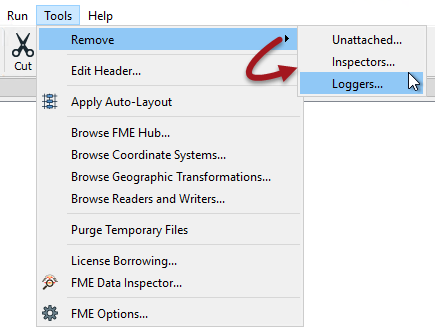 Run Tools Help
Cut
Remove
Unattached...
Inspectors...
Loggers...
Edit Header...
Apply Auto-Layout
Browse FME Hub...
Browse Coordinate Systems...
Browse Geographic Transformations...
Browse Readers and Writers...
Purge Temporary Files
License Borrowing...
FME Data Inspector...
FME Options...